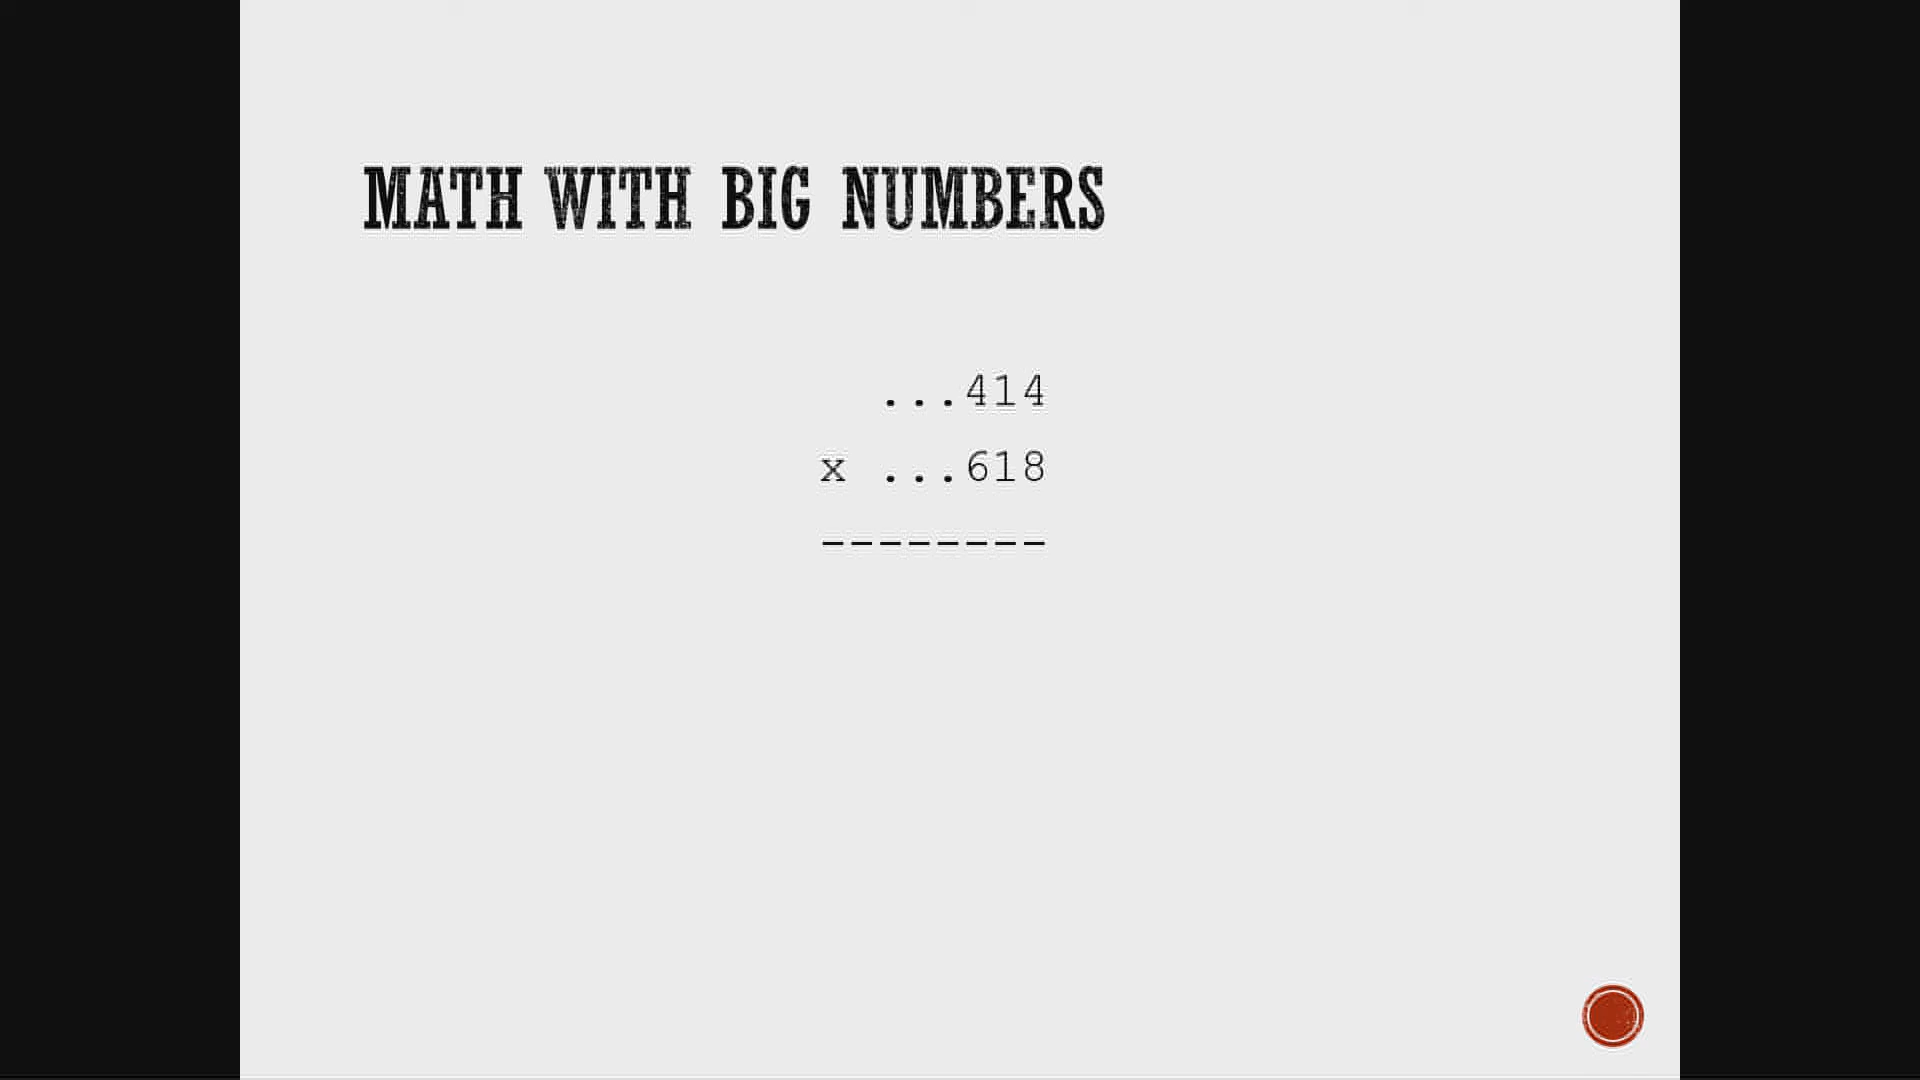 MATH WITH BIG NUMBERS
...414
x ...618
--------